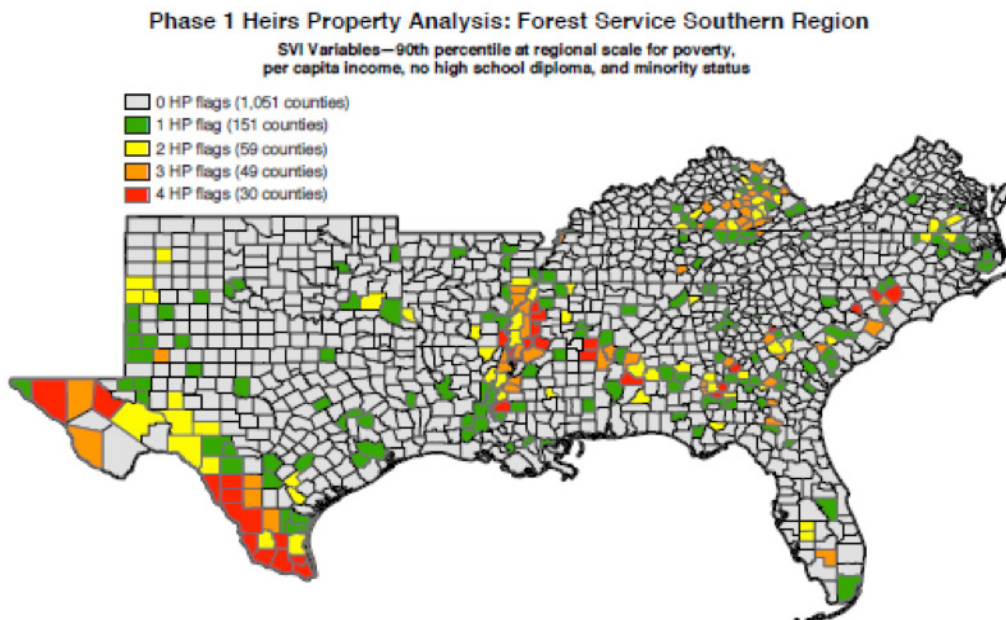 Phase 1 Heirs Property Analysis: Forest Service Southern Region
SVI Variables—90th percentile at regional scale for poverty,
per capita income, no high school diploma, and minority status
0 HP flags (1,051 counties)
1 HP flag (151 counties)
2 HP flags (59 counties)
3 HP flags (49 counties)
4 HP flags (30 counties)